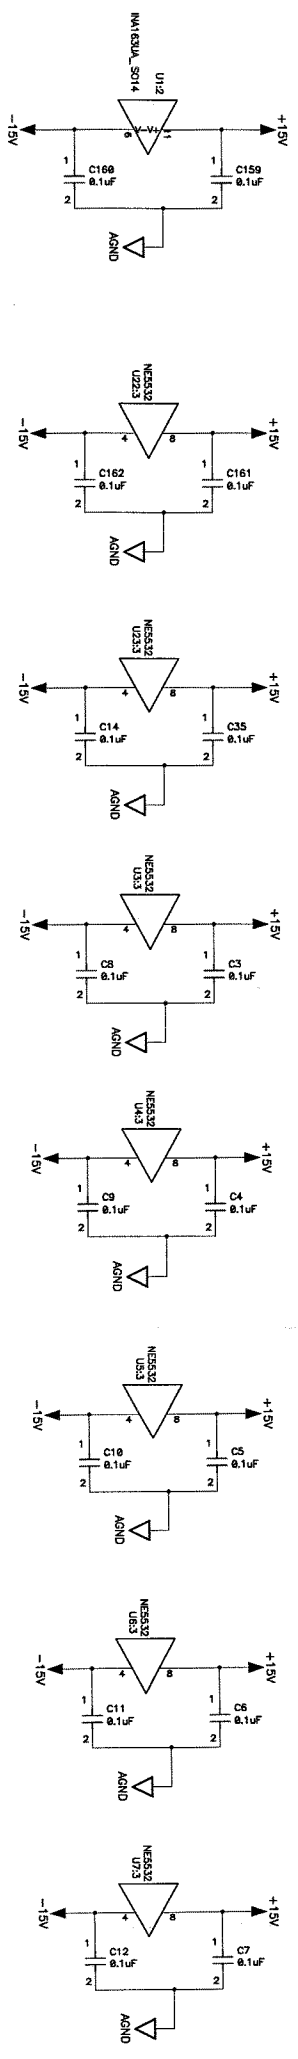 U1:2
INA163UA_SO14
-15V
+15V
6
V-
V+
11
1
C160
0.1uF
2
1
C159
0.1uF
2
AGND
NE5532
U22:3
-15V
+15V
4
8
1
C162
0.1uF
2
1
C161
0.1uF
2
AGND
NE5532
U23:3
-15V
+15V
4
8
1
C14
0.1uF
2
1
C35
0.1uF
2
AGND
NE5532
U3:3
-15V
+15V
4
8
1
C8
0.1uF
2
1
C3
0.1uF
2
AGND
NE5532
U4:3
-15V
+15V
4
8
1
C9
0.1uF
2
1
C4
0.1uF
2
AGND
NE5532
U5:3
-15V
+15V
4
8
1
C10
0.1uF
2
1
C5
0.1uF
2
AGND
NE5532
U6:3
-15V
+15V
4
8
1
C11
0.1uF
2
1
C6
0.1uF
2
AGND
NE5532
U7:3
-15V
+15V
4
8
1
C12
0.1uF
2
1
C7
0.1uF
2
AGND